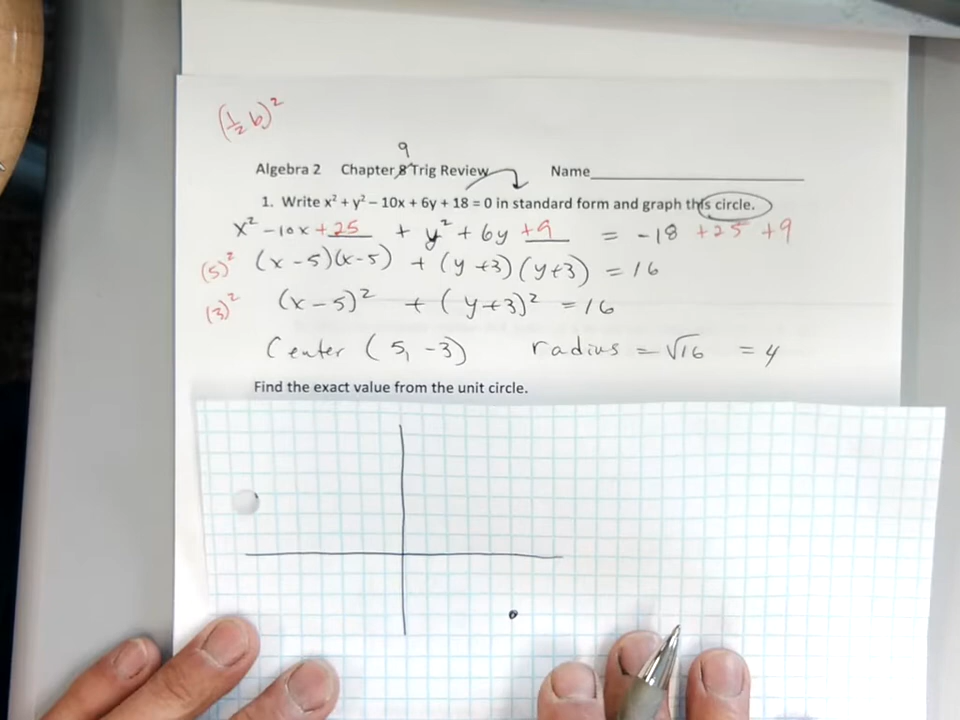 (½ b)²
9
Algebra 2 Chapter 8 Trig Review Name
1. Write x² + y² – 10x + 6y + 18 = 0 in standard form and graph this circle.
x² – 10x + 25 + y² + 6y + 9 = –18 + 25 + 9
(5)² (x – 5)(x – 5) + (y + 3)(y + 3) = 16
(3)² (x – 5)² + (y + 3)² = 16
Center (5, –3) radius = √16 = 4
Find the exact value from the unit circle.